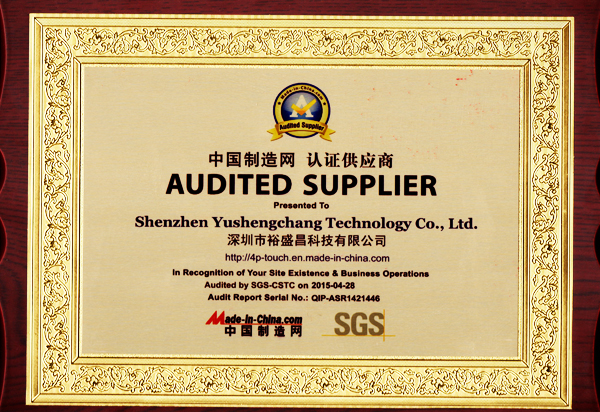 Made-in-China.com
Audited Supplier
中国制造网 认证供应商
AUDITED SUPPLIER
Presented To
Shenzhen Yushengchang Technology Co., Ltd.
深圳市裕盛昌科技有限公司
http://4p-touch.en.made-in-china.com
In Recognition of Your Site Existence & Business Operations
Audited by SGS-CSTC on 2015-04-28
Audit Report Serial No.: QIP-ASR1421446
Made-in-China.com
中国制造网
SGS